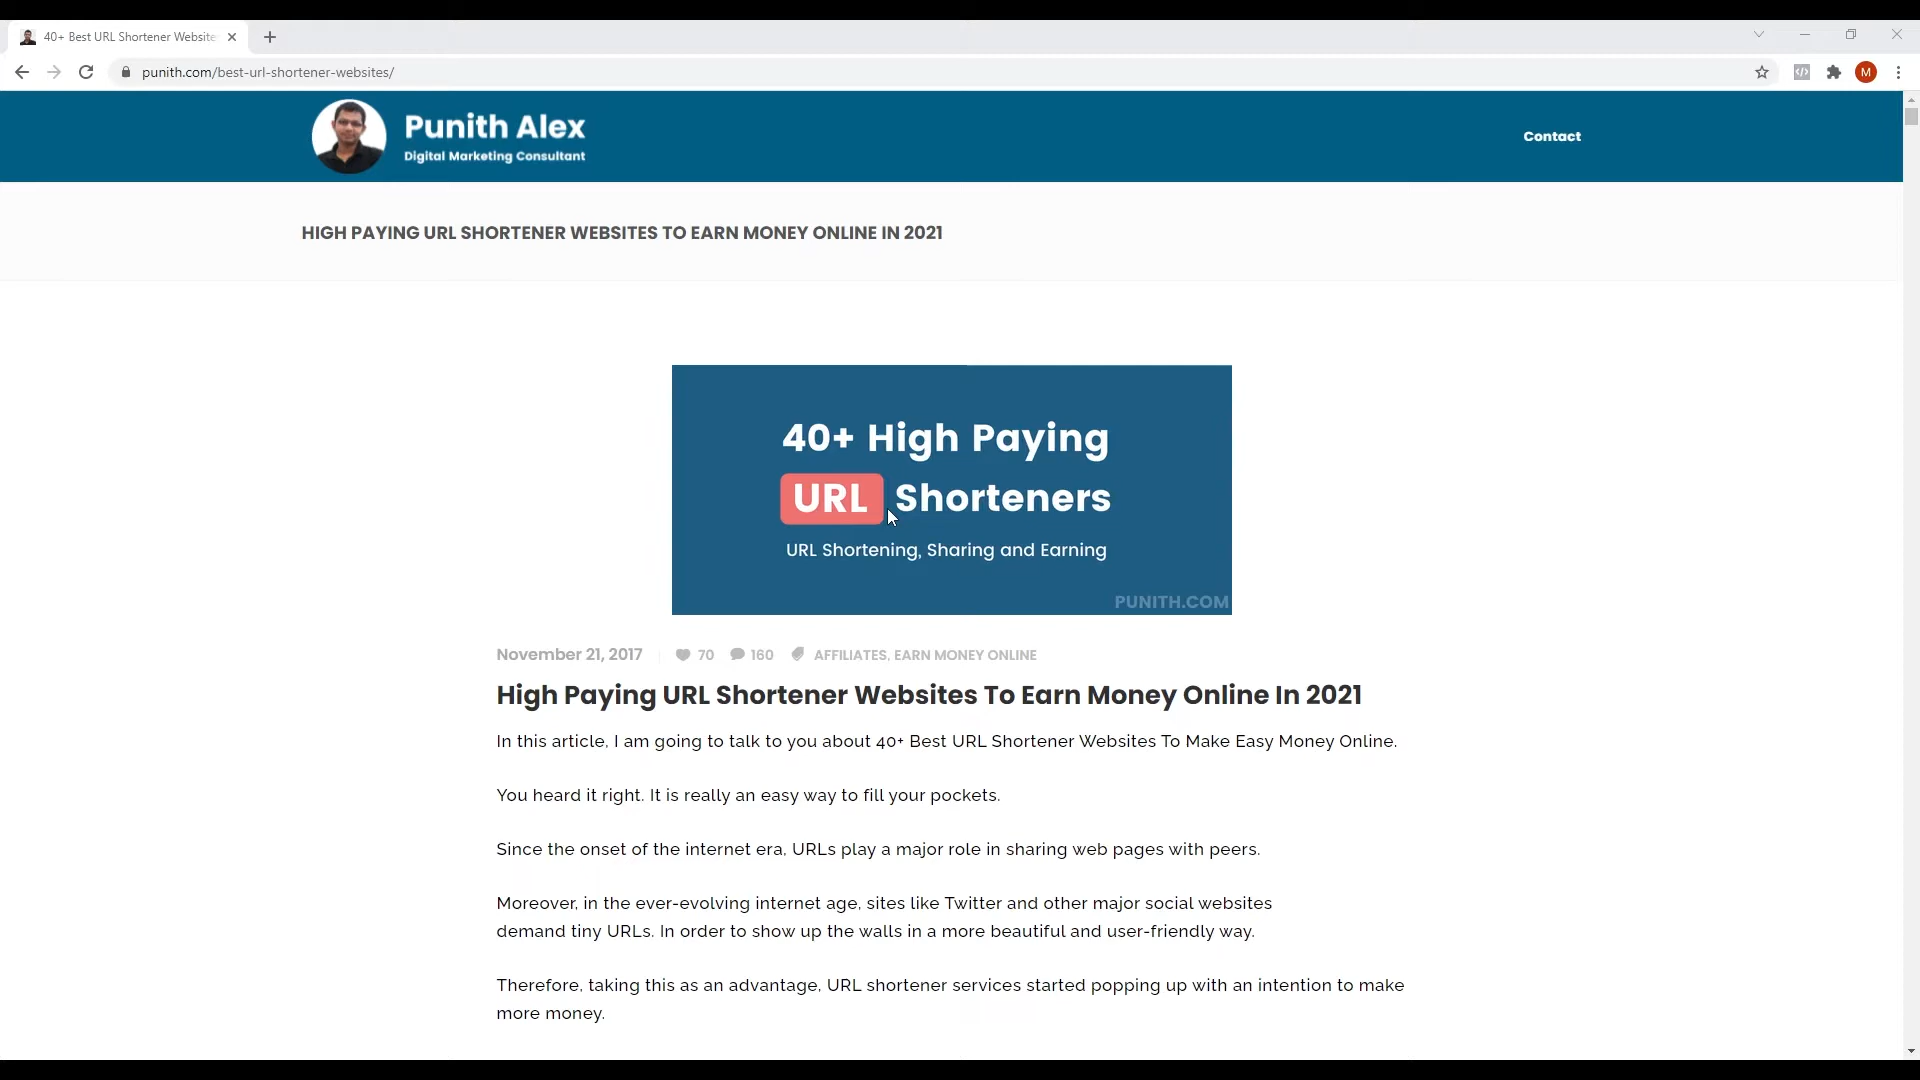 40+ Best URL Shortener Website
punith.com/best-url-shortener-websites/
M
Punith Alex
Digital Marketing Consultant
Contact
HIGH PAYING URL SHORTENER WEBSITES TO EARN MONEY ONLINE IN 2021
40+ High Paying
URL Shorteners
URL Shortening, Sharing and Earning
PUNITH.COM
November 21, 2017 70 160 AFFILIATES, EARN MONEY ONLINE
High Paying URL Shortener Websites To Earn Money Online In 2021
In this article, I am going to talk to you about 40+ Best URL Shortener Websites To Make Easy Money Online.
You heard it right. It is really an easy way to fill your pockets.
Since the onset of the internet era, URLs play a major role in sharing web pages with peers.
Moreover, in the ever-evolving internet age, sites like Twitter and other major social websites
demand tiny URLs. In order to show up the walls in a more beautiful and user-friendly way.
Therefore, taking this as an advantage, URL shortener services started popping up with an intention to make
more money.